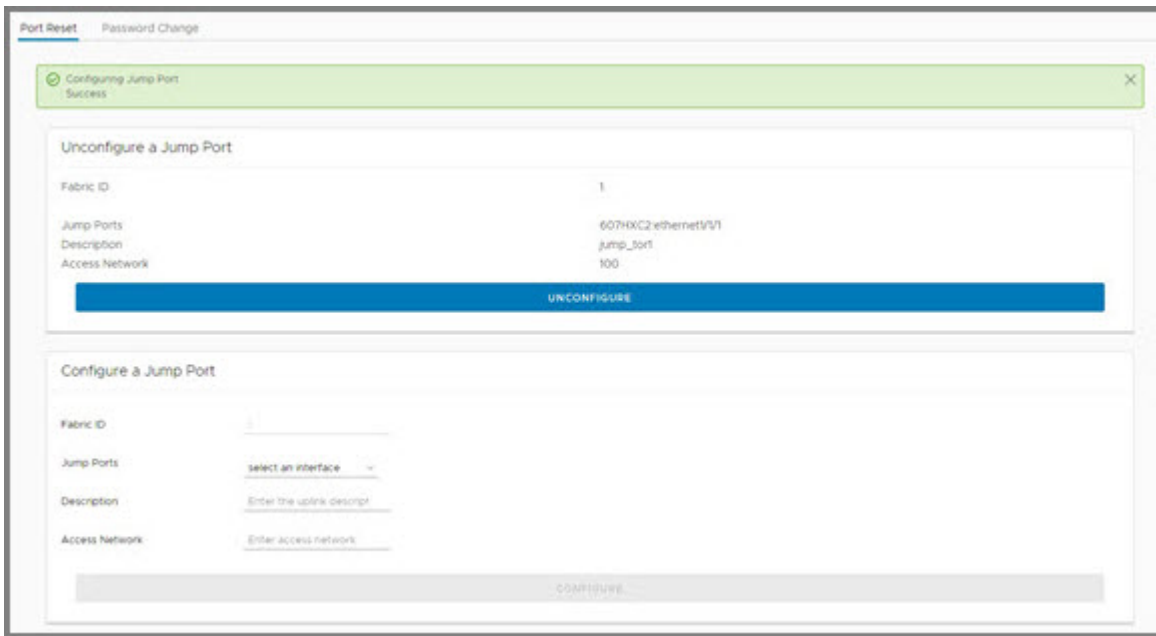 Port Reset Password Change
Configuring Jump Port
Success
Unconfigure a Jump Port
Fabric ID 1
Jump Ports 607HXC2:ethernet1/1/1
Description jump_tor1
Access Network 100
UNCONFIGURE
Configure a Jump Port
Fabric ID
Jump Ports select an interface
Description Enter the uplink descript
Access Network Enter access network
CONFIGURE